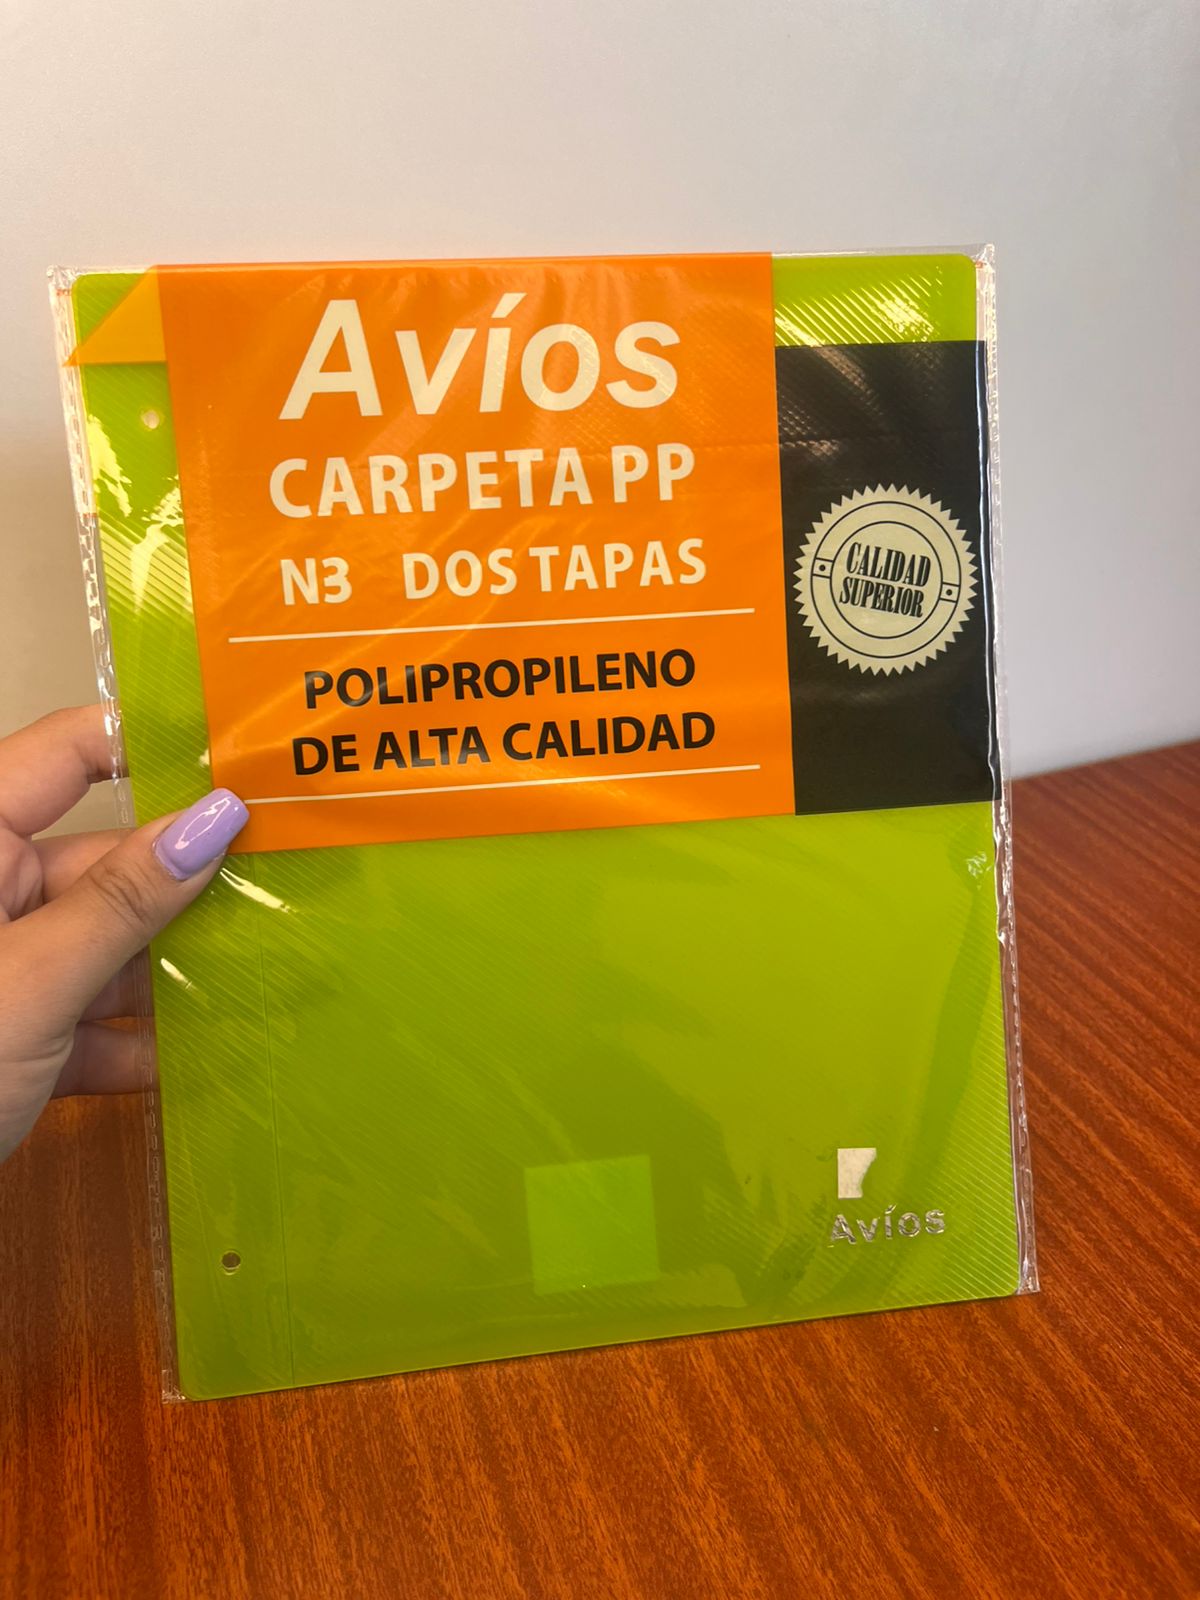 Avíos
CARPETA PP
N3 DOS TAPAS
POLIPROPILENO
DE ALTA CALIDAD
CALIDAD
SUPERIOR
Avíos